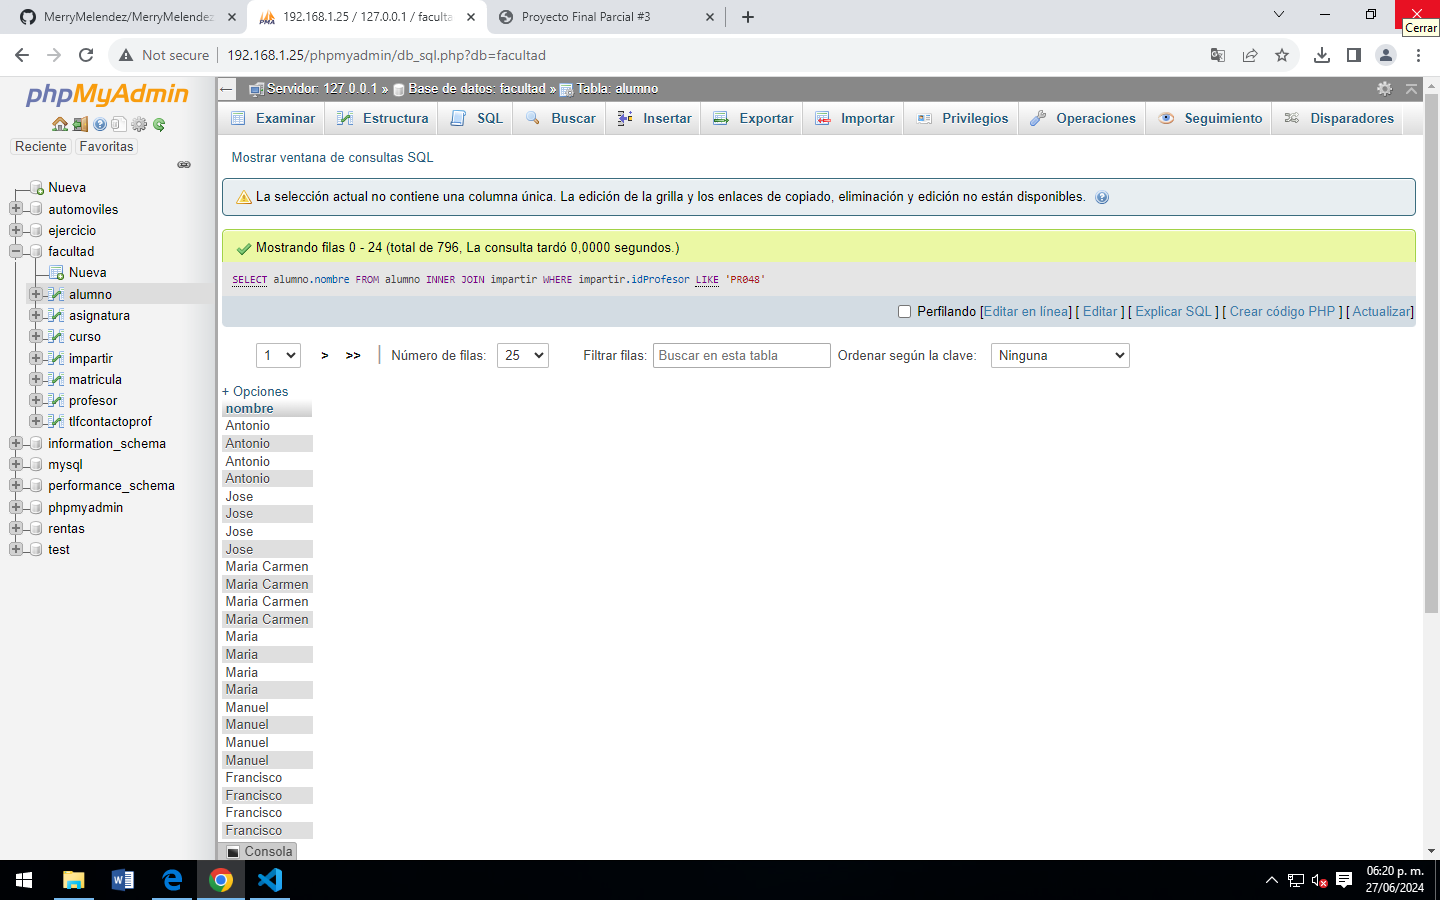 MerryMelendez/MerryMelendez
192.168.1.25 / 127.0.0.1 / faculta
Proyecto Final Parcial #3
Cerrar
Not secure
192.168.1.25/phpmyadmin/db_sql.php?db=facultad
phpMyAdmin
Reciente
Favoritas
Nueva
automoviles
ejercicio
facultad
Nueva
alumno
asignatura
curso
impartir
matricula
profesor
tlfcontactoprof
information_schema
mysql
performance_schema
phpmyadmin
rentas
test
Servidor: 127.0.0.1 » Base de datos: facultad » Tabla: alumno
Examinar
Estructura
SQL
Buscar
Insertar
Exportar
Importar
Privilegios
Operaciones
Seguimiento
Disparadores
Mostrar ventana de consultas SQL
La selección actual no contiene una columna única. La edición de la grilla y los enlaces de copiado, eliminación y edición no están disponibles.
Mostrando filas 0 - 24 (total de 796, La consulta tardó 0,0000 segundos.)
SELECT alumno.nombre FROM alumno INNER JOIN impartir WHERE impartir.idProfesor LIKE 'PR048'
Perfilando [Editar en línea] [ Editar ] [ Explicar SQL ] [ Crear código PHP ] [ Actualizar]
1 > >> | Número de filas: 25 Filtrar filas: Buscar en esta tabla Ordenar según la clave: Ninguna
+ Opciones
nombre
Antonio
Antonio
Antonio
Antonio
Jose
Jose
Jose
Jose
Maria Carmen
Maria Carmen
Maria Carmen
Maria Carmen
Maria
Maria
Maria
Maria
Manuel
Manuel
Manuel
Manuel
Francisco
Francisco
Francisco
Francisco
Consola
06:20 p. m.
27/06/2024